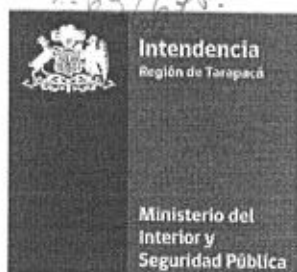 Intendencia
Región de Tarapacá
Ministerio del
Interior y
Seguridad Pública